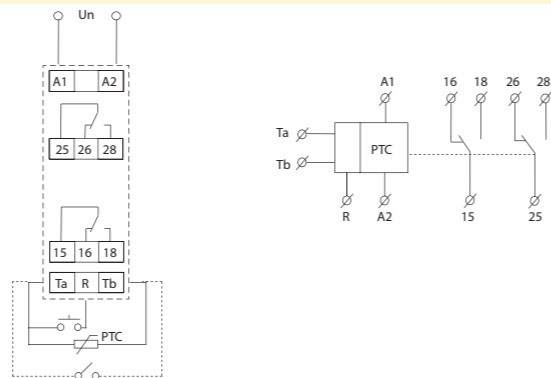 Un
A1 A2
25 26 28
15 16 18
Ta R Tb
PTC
A1 16 18 26 28
Ta
PTC
Tb
R A2 15 25